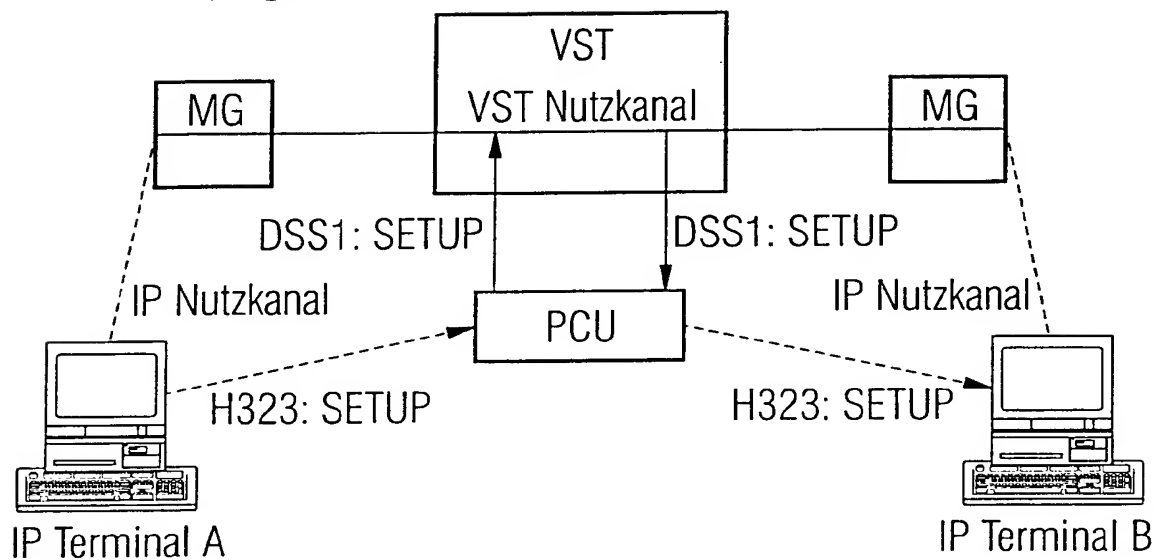 VST
MG
VST Nutzkanal
MG
DSS1: SETUP
DSS1: SETUP
IP Nutzkanal
PCU
IP Nutzkanal
H323: SETUP
H323: SETUP
IP Terminal A
IP Terminal B